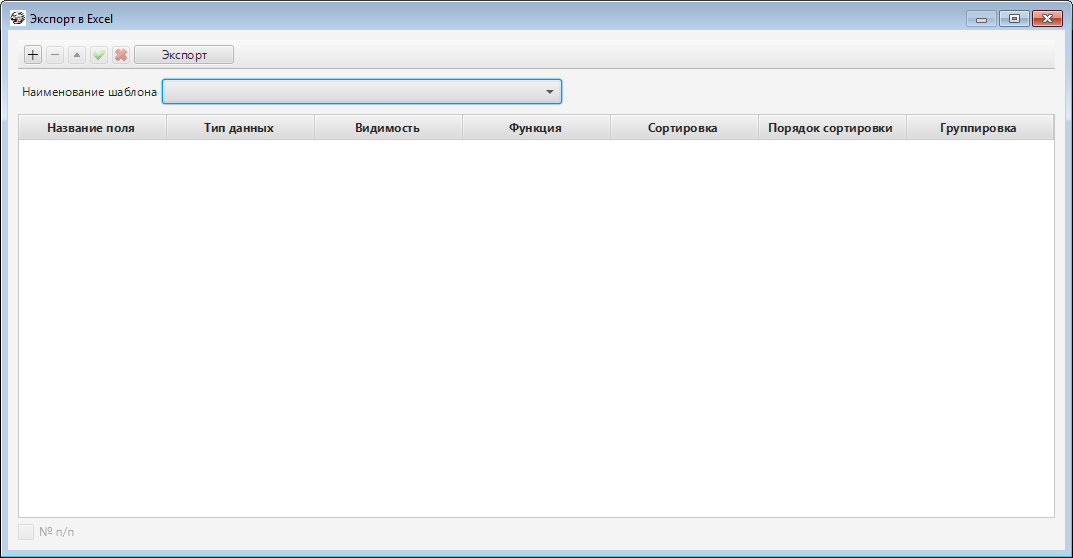 Экспорт в Excel
Экспорт
Наименование шаблона
Название поля Тип данных Видимость Функция Сортировка Порядок сортировки Группировка
№ п/п